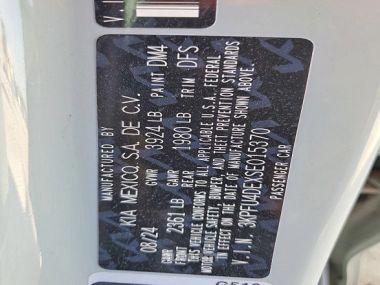 MANUFACTURED BY
KIA MEXICO, S.A. DE C.V.
08/24 GVWR 3924 LB PAINT DM4
FRONT 2361 LB GAWR REAR 1980 LB TRIM DFS
THIS VEHICLE CONFORMS TO ALL APPLICABLE U.S.A. FEDERAL
MOTOR VEHICLE SAFETY, BUMPER, AND THEFT PREVENTION STANDARDS
IN EFFECT ON THE DATE OF MANUFACTURE SHOWN ABOVE.
V.I.N. 3KPFU4DEXSE015370
PASSENGER CAR